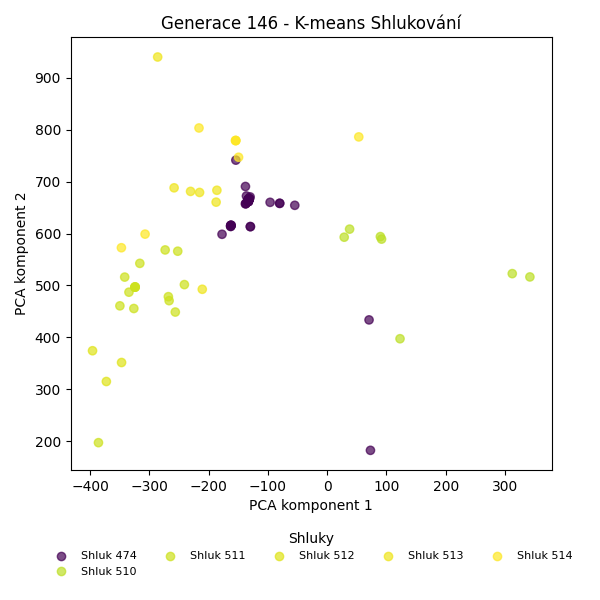 Generace 146 - K-means Shlukování
PCA komponent 2
900
800
700
600
500
400
300
200
−400 −300 −200 −100 0 100 200 300
PCA komponent 1
Shluky
Shluk 474 Shluk 511 Shluk 512 Shluk 513 Shluk 514
Shluk 510